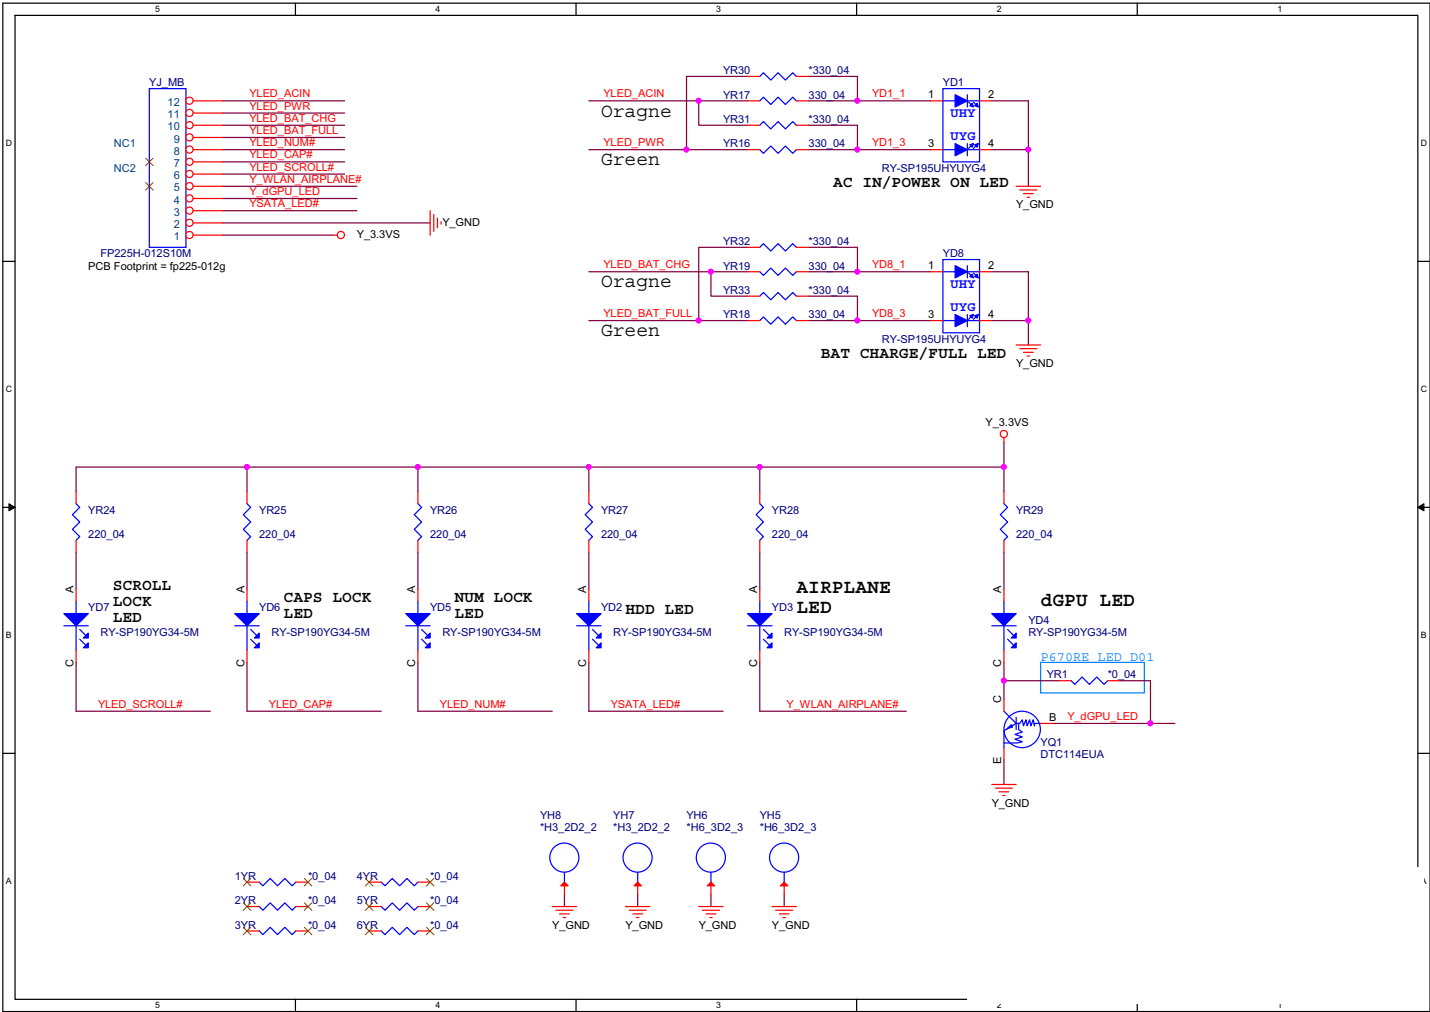 5 4 3 2 1
D
C
B
A
D
C
B
YJ_MB
12 YLED_ACIN
11 YLED_PWR
10 YLED_BAT_CHG
9 YLED_BAT_FULL
8 YLED_NUM#
7 YLED_CAP#
6 YLED_SCROLL#
5 Y_WLAN_AIRPLANE#
4 Y_dGPU_LED
3 YSATA_LED#
2 Y_GND
1 Y_3.3VS
NC1
NC2
FP225H-012S10M
PCB Footprint = fp225-012g
YR30 *330_04
YLED_ACIN YR17 330_04 YD1_1 1 YD1 2
Oragne
UHY
YR31 *330_04
UYG
YLED_PWR YR16 330_04 YD1_3 3 4
Green
RY-SP195UHYUYG4
AC IN/POWER ON LED
Y_GND
YR32 *330_04
YLED_BAT_CHG YR19 330_04 YD8_1 1 YD8 2
Oragne
UHY
YR33 *330_04
UYG
YLED_BAT_FULL YR18 330_04 YD8_3 3 4
Green
RY-SP195UHYUYG4
BAT CHARGE/FULL LED
Y_GND
Y_3.3VS
YR24 YR25 YR26 YR27 YR28 YR29
220_04 220_04 220_04 220_04 220_04 220_04
A A A A A A
SCROLL
LOCK
LED
YD7
RY-SP190YG34-5M
C
YLED_SCROLL#
CAPS LOCK
LED
YD6
RY-SP190YG34-5M
C
YLED_CAP#
NUM LOCK
LED
YD5
RY-SP190YG34-5M
C
YLED_NUM#
HDD LED
YD2
RY-SP190YG34-5M
C
YSATA_LED#
AIRPLANE
LED
YD3
RY-SP190YG34-5M
C
Y_WLAN_AIRPLANE#
dGPU LED
YD4
RY-SP190YG34-5M
C
P670RE_LED_D01
YR1 *0_04
C
B Y_dGPU_LED
YQ1
DTC114EUA
E
Y_GND
YH8 YH7 YH6 YH5
*H3_2D2_2 *H3_2D2_2 *H6_3D2_3 *H6_3D2_3
Y_GND Y_GND Y_GND Y_GND
1YR *0_04 4YR *0_04
2YR *0_04 5YR *0_04
3YR *0_04 6YR *0_04
5 4 3